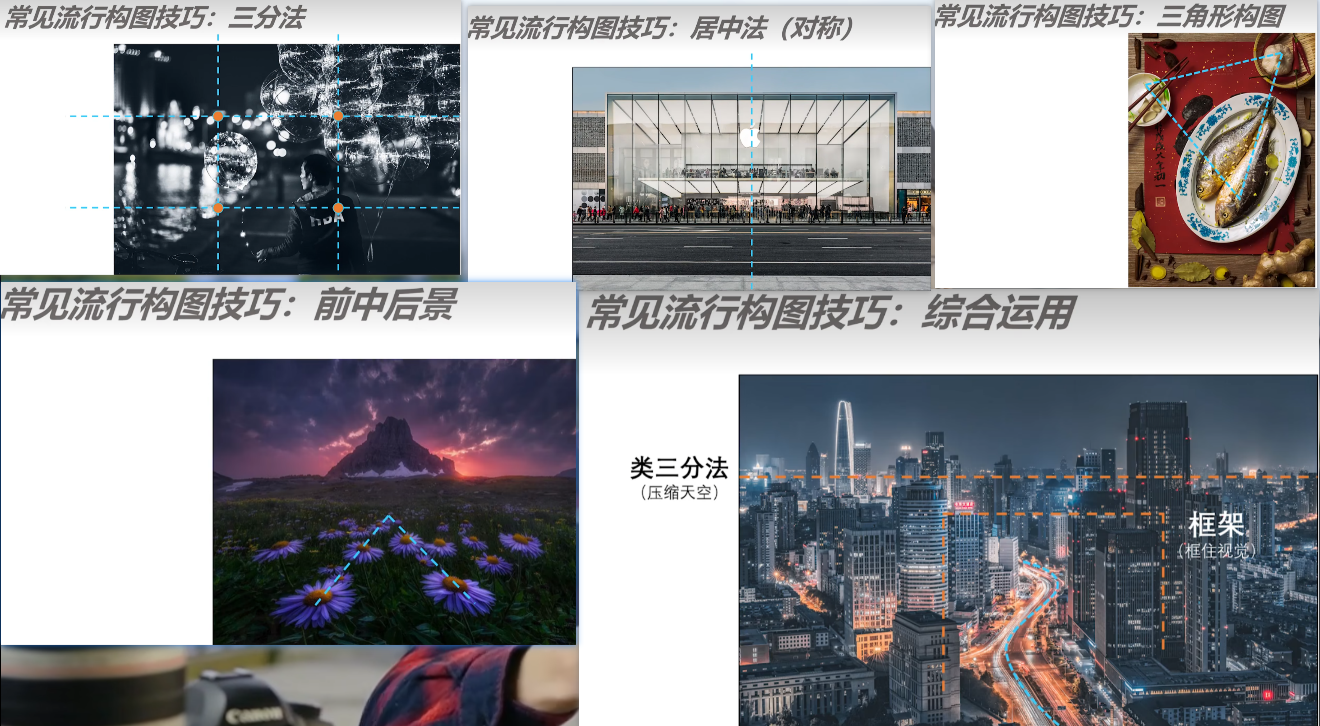 常见流行构图技巧：三分法
常见流行构图技巧：居中法（对称）
常见流行构图技巧：三角形构图
常见流行构图技巧：前中后景
常见流行构图技巧：综合运用
类三分法
（压缩天空）
框架
（框住视觉）
Canon